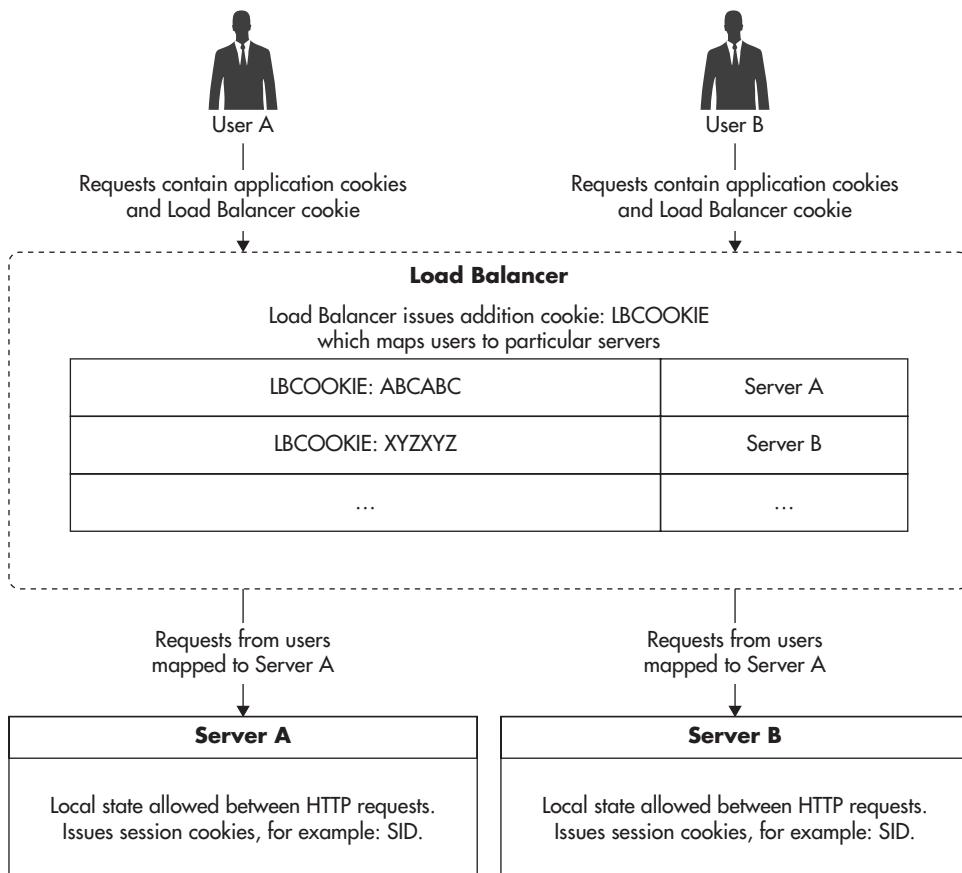 User A
User B
Requests contain application cookies
and Load Balancer cookie
Requests contain application cookies
and Load Balancer cookie
Load Balancer
Load Balancer issues addition cookie: LBCOOKIE
which maps users to particular servers
LBCOOKIE: ABCABC
Server A
LBCOOKIE: XYZXYZ
Server B
...
...
Requests from users
mapped to Server A
Requests from users
mapped to Server A
Server A
Local state allowed between HTTP requests.
Issues session cookies, for example: SID.
Server B
Local state allowed between HTTP requests.
Issues session cookies, for example: SID.